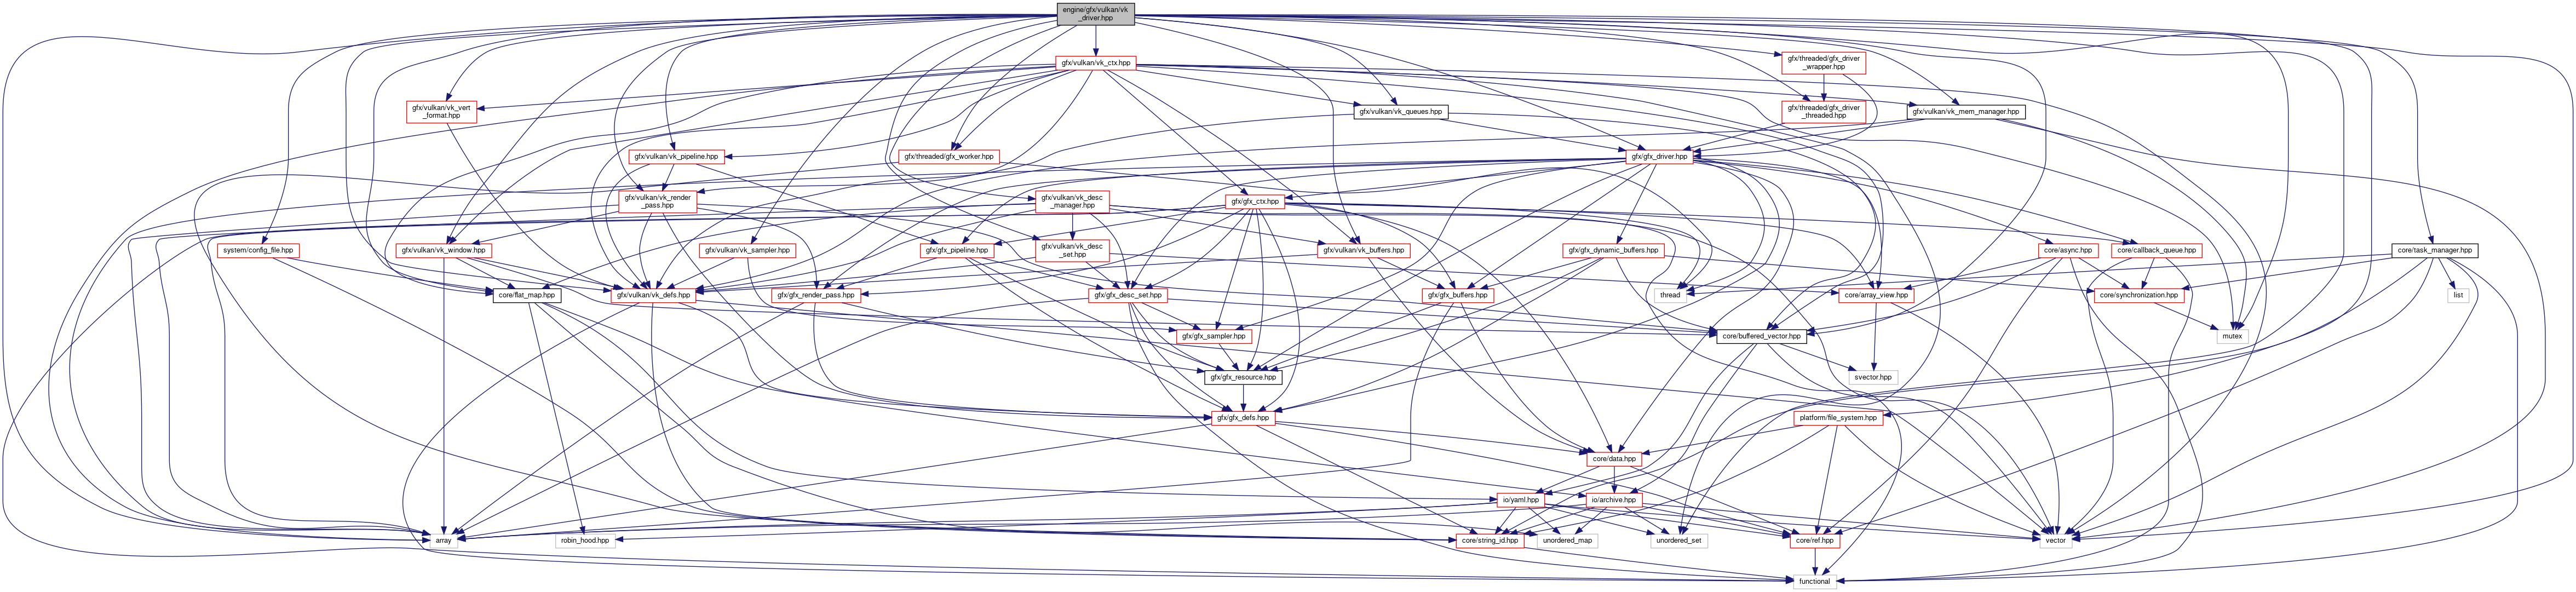 engine/gfx/vulkan/vk
_driver.hpp
gfx/vulkan/vk_ctx.hpp
gfx/threaded/gfx_driver
_wrapper.hpp
gfx/vulkan/vk_vert
_format.hpp
gfx/vulkan/vk_queues.hpp
gfx/threaded/gfx_driver
_threaded.hpp
gfx/vulkan/vk_mem_manager.hpp
gfx/vulkan/vk_pipeline.hpp
gfx/threaded/gfx_worker.hpp
gfx/gfx_driver.hpp
gfx/vulkan/vk_render
_pass.hpp
gfx/vulkan/vk_desc
_manager.hpp
gfx/gfx_ctx.hpp
system/config_file.hpp
gfx/vulkan/vk_window.hpp
gfx/vulkan/vk_sampler.hpp
gfx/gfx_pipeline.hpp
gfx/vulkan/vk_desc
_set.hpp
gfx/vulkan/vk_buffers.hpp
gfx/gfx_dynamic_buffers.hpp
core/async.hpp
core/callback_queue.hpp
core/task_manager.hpp
core/flat_map.hpp
gfx/vulkan/vk_defs.hpp
gfx/gfx_render_pass.hpp
gfx/gfx_desc_set.hpp
gfx/gfx_buffers.hpp
thread
core/array_view.hpp
core/synchronization.hpp
list
gfx/gfx_sampler.hpp
core/buffered_vector.hpp
mutex
gfx/gfx_resource.hpp
svector.hpp
gfx/gfx_defs.hpp
platform/file_system.hpp
core/data.hpp
io/yaml.hpp
io/archive.hpp
array
robin_hood.hpp
core/string_id.hpp
unordered_map
unordered_set
core/ref.hpp
vector
functional